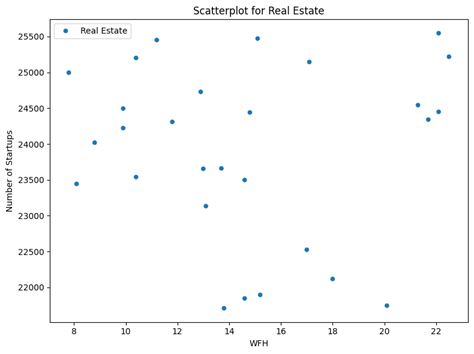 Scatterplot for Real Estate
Real Estate
25500
25000
24500
24000
23500
23000
22500
22000
Number of Startups
8 10 12 14 16 18 20 22
WFH